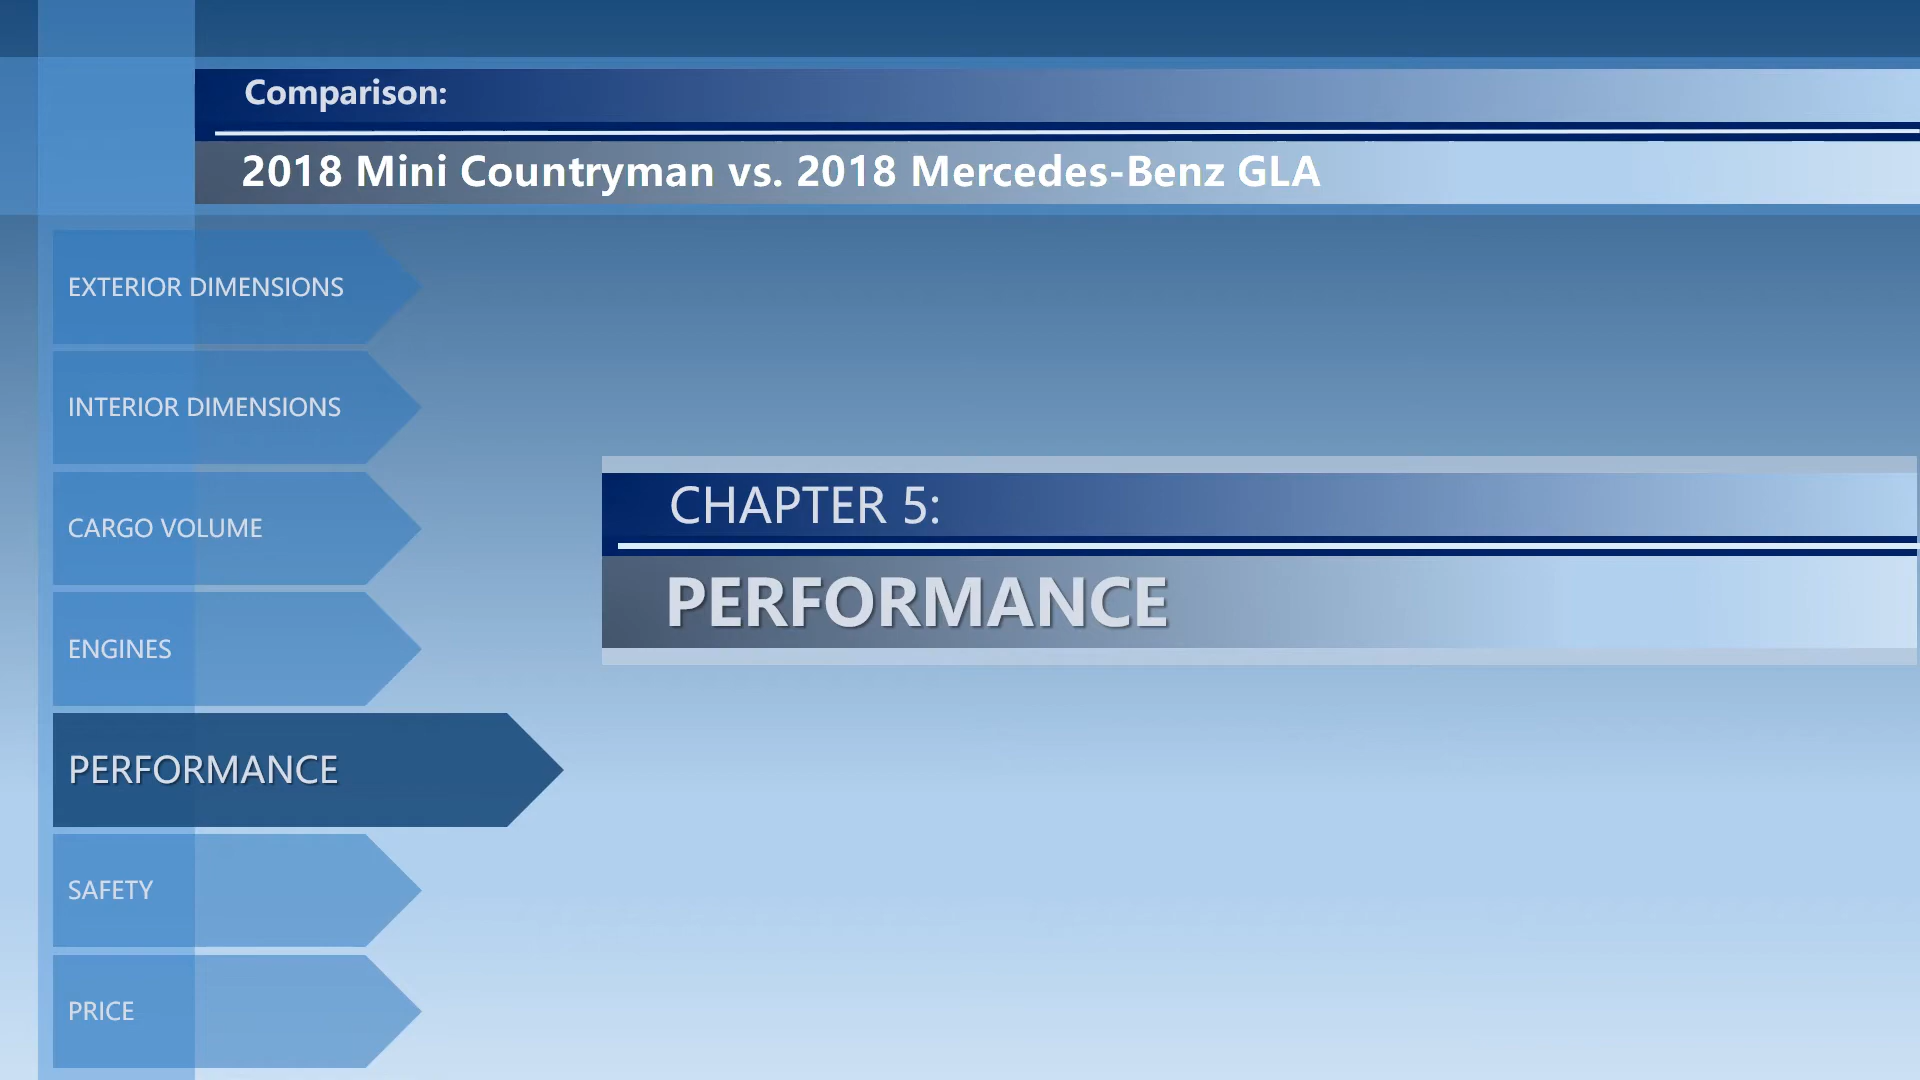 Comparison:
2018 Mini Countryman vs. 2018 Mercedes-Benz GLA
EXTERIOR DIMENSIONS
INTERIOR DIMENSIONS
CARGO VOLUME
ENGINES
PERFORMANCE
SAFETY
PRICE
CHAPTER 5:
PERFORMANCE